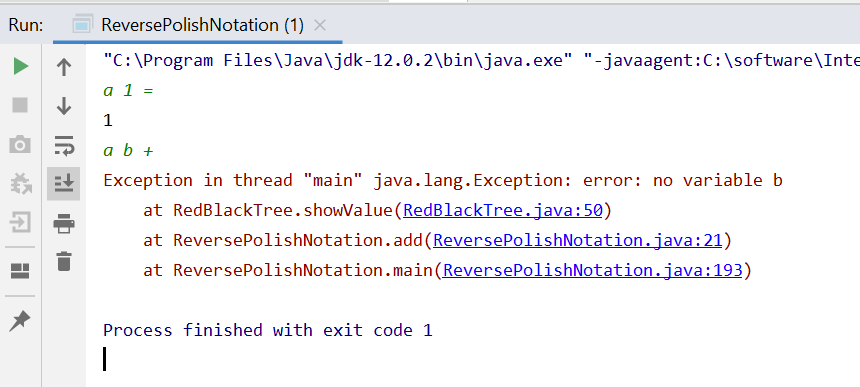 Run: ReversePolishNotation (1)
"C:\Program Files\Java\jdk-12.0.2\bin\java.exe" "-javaagent:C:\software\Inte
a 1 =
1
a b +
Exception in thread "main" java.lang.Exception: error: no variable b
at RedBlackTree.showValue(RedBlackTree.java:50)
at ReversePolishNotation.add(ReversePolishNotation.java:21)
at ReversePolishNotation.main(ReversePolishNotation.java:193)
Process finished with exit code 1